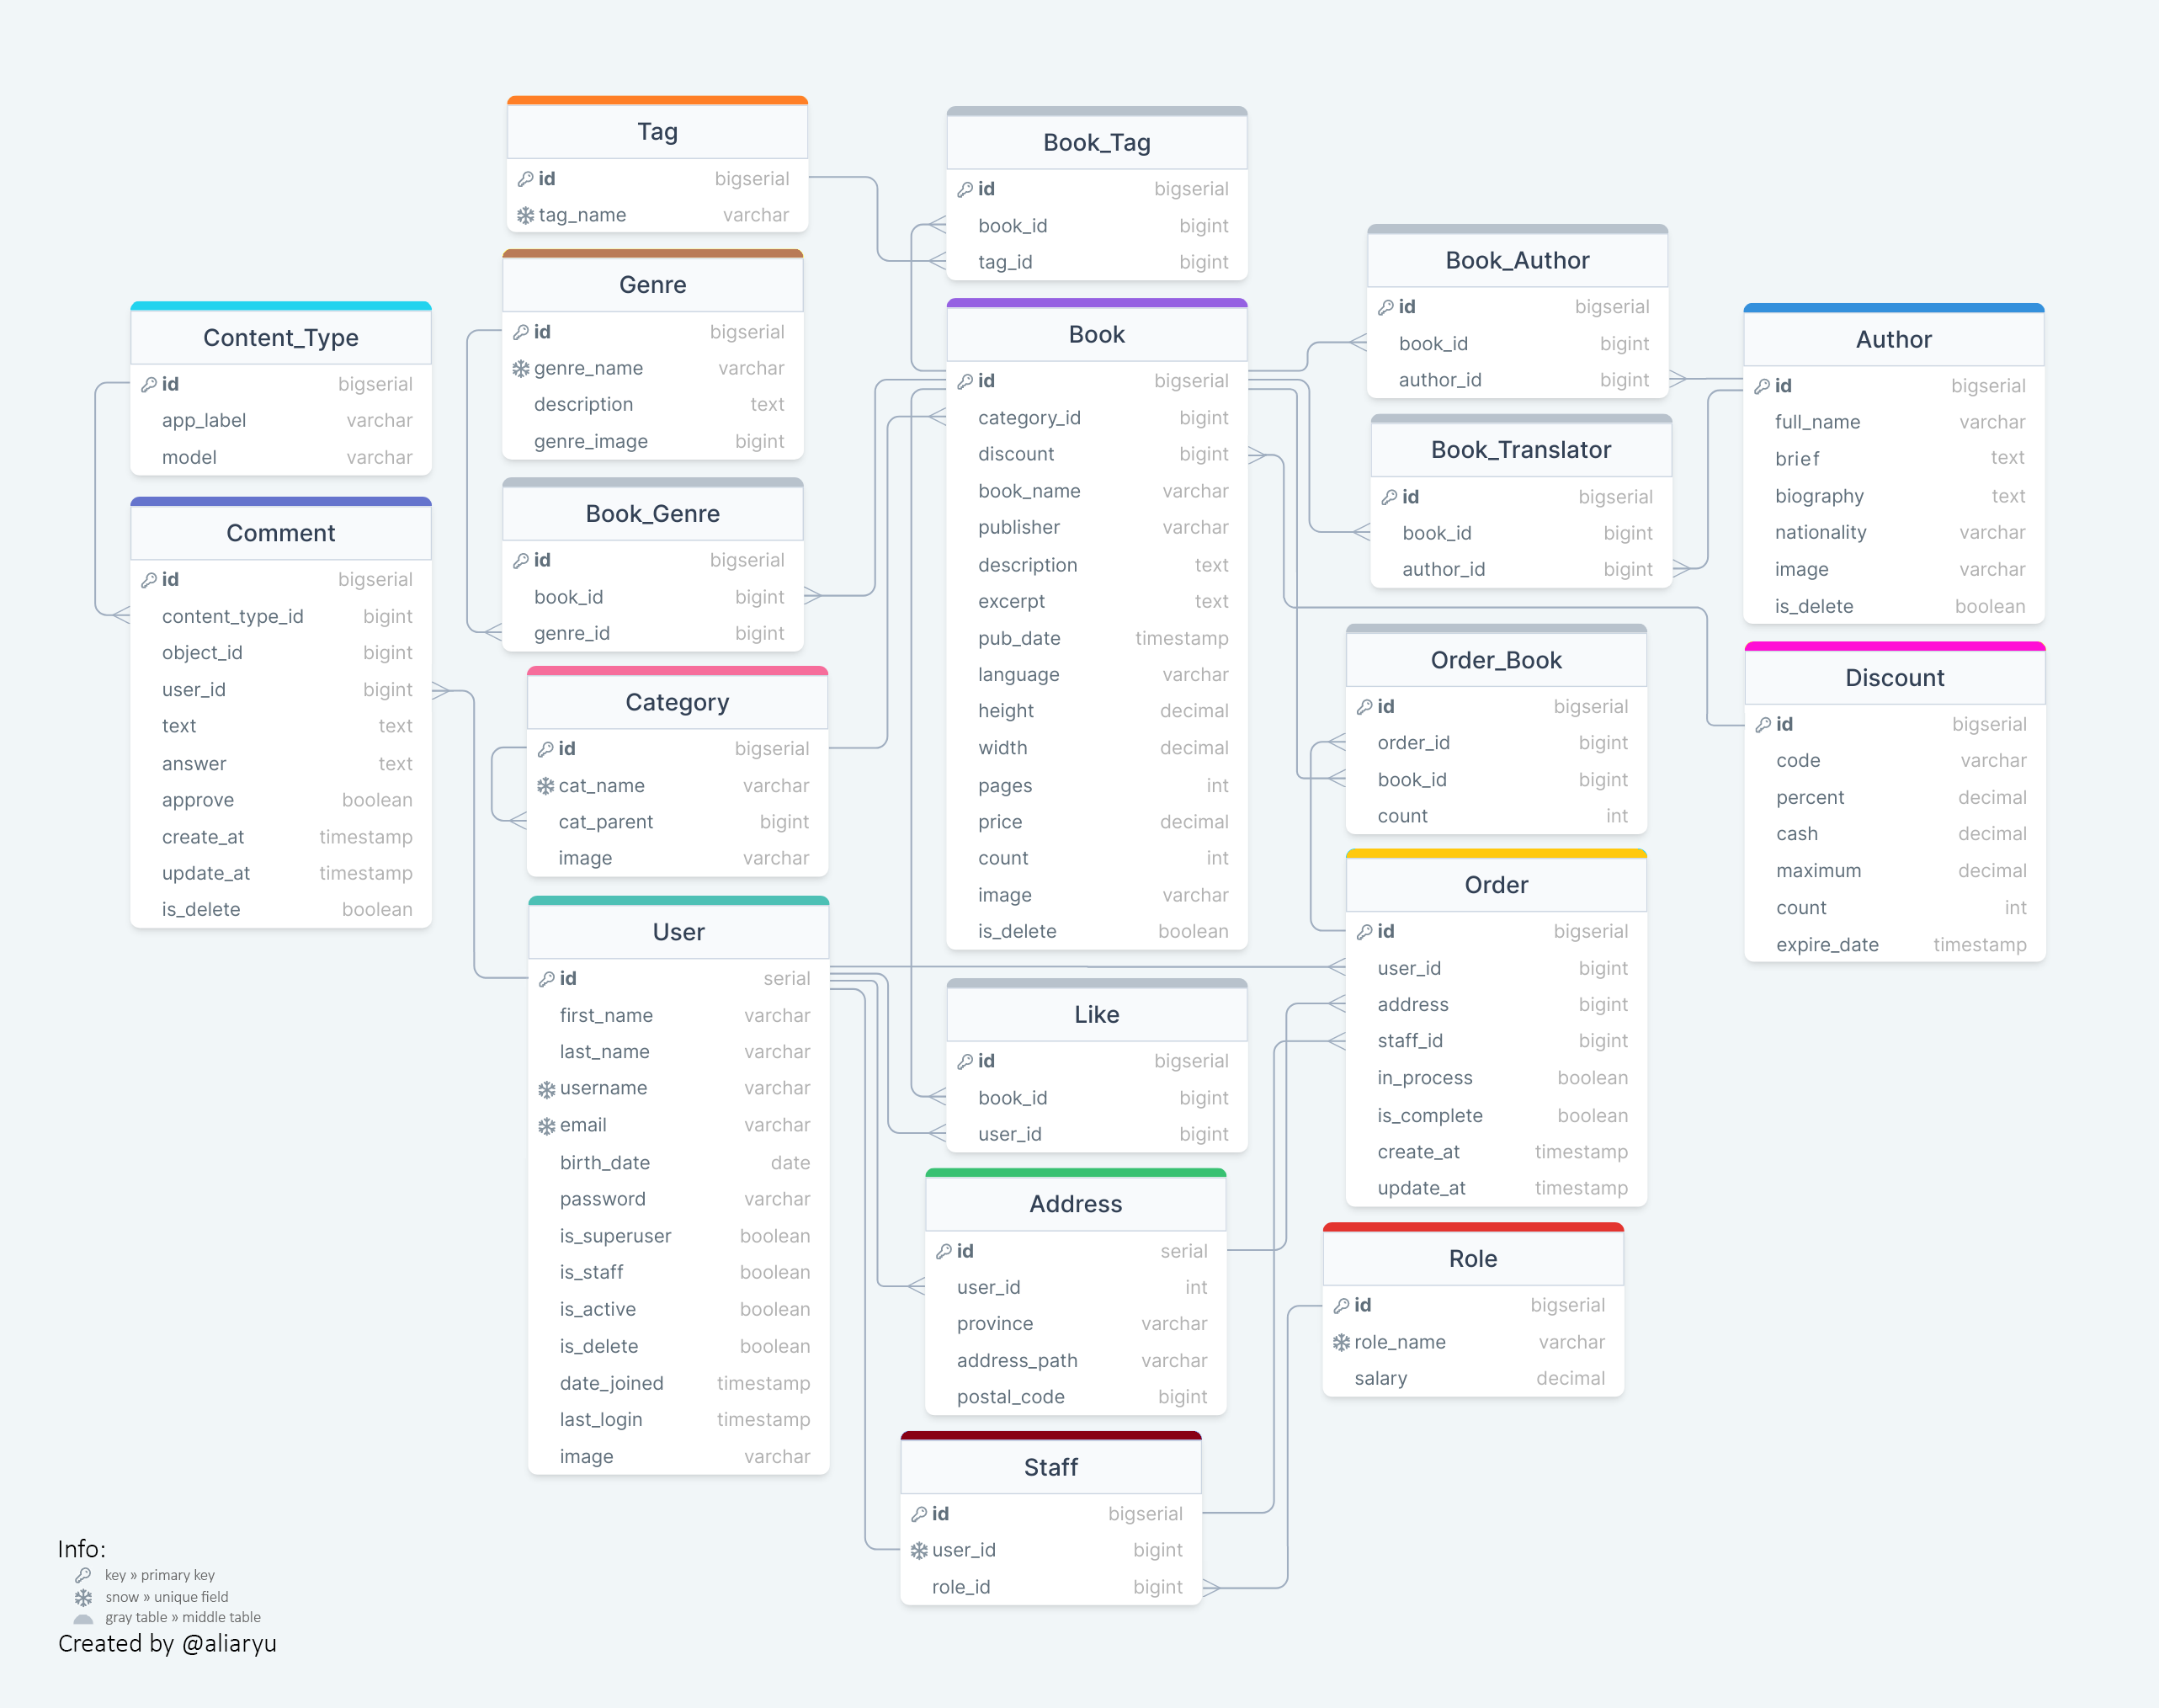 Tag
id bigserial
tag_name varchar
Genre
id bigserial
genre_name varchar
description text
genre_image bigint
Content_Type
id bigserial
app_label varchar
model varchar
Comment
id bigserial
content_type_id bigint
object_id bigint
user_id bigint
text text
answer text
approve boolean
create_at timestamp
update_at timestamp
is_delete boolean
Book_Genre
id bigserial
book_id bigint
genre_id bigint
Category
id bigserial
cat_name varchar
cat_parent bigint
image varchar
User
id serial
first_name varchar
last_name varchar
username varchar
email varchar
birth_date date
password varchar
is_superuser boolean
is_staff boolean
is_active boolean
is_delete boolean
date_joined timestamp
last_login timestamp
image varchar
Book_Tag
id bigserial
book_id bigint
tag_id bigint
Book
id bigserial
category_id bigint
discount bigint
book_name varchar
publisher varchar
description text
excerpt text
pub_date timestamp
language varchar
height decimal
width decimal
pages int
price decimal
count int
image varchar
is_delete boolean
Like
id bigserial
book_id bigint
user_id bigint
Address
id serial
user_id int
province varchar
address_path varchar
postal_code bigint
Staff
id bigserial
user_id bigint
role_id bigint
Book_Author
id bigserial
book_id bigint
author_id bigint
Book_Translator
id bigserial
book_id bigint
author_id bigint
Order_Book
id bigserial
order_id bigint
book_id bigint
count int
Order
id bigserial
user_id bigint
address bigint
staff_id bigint
in_process boolean
is_complete boolean
create_at timestamp
update_at timestamp
Role
id bigserial
role_name varchar
salary decimal
Author
id bigserial
full_name varchar
brief text
biography text
nationality varchar
image varchar
is_delete boolean
Discount
id bigserial
code varchar
percent decimal
cash decimal
maximum decimal
count int
expire_date timestamp
Info:
key » primary key
snow » unique field
gray table » middle table
Created by @aliaryu